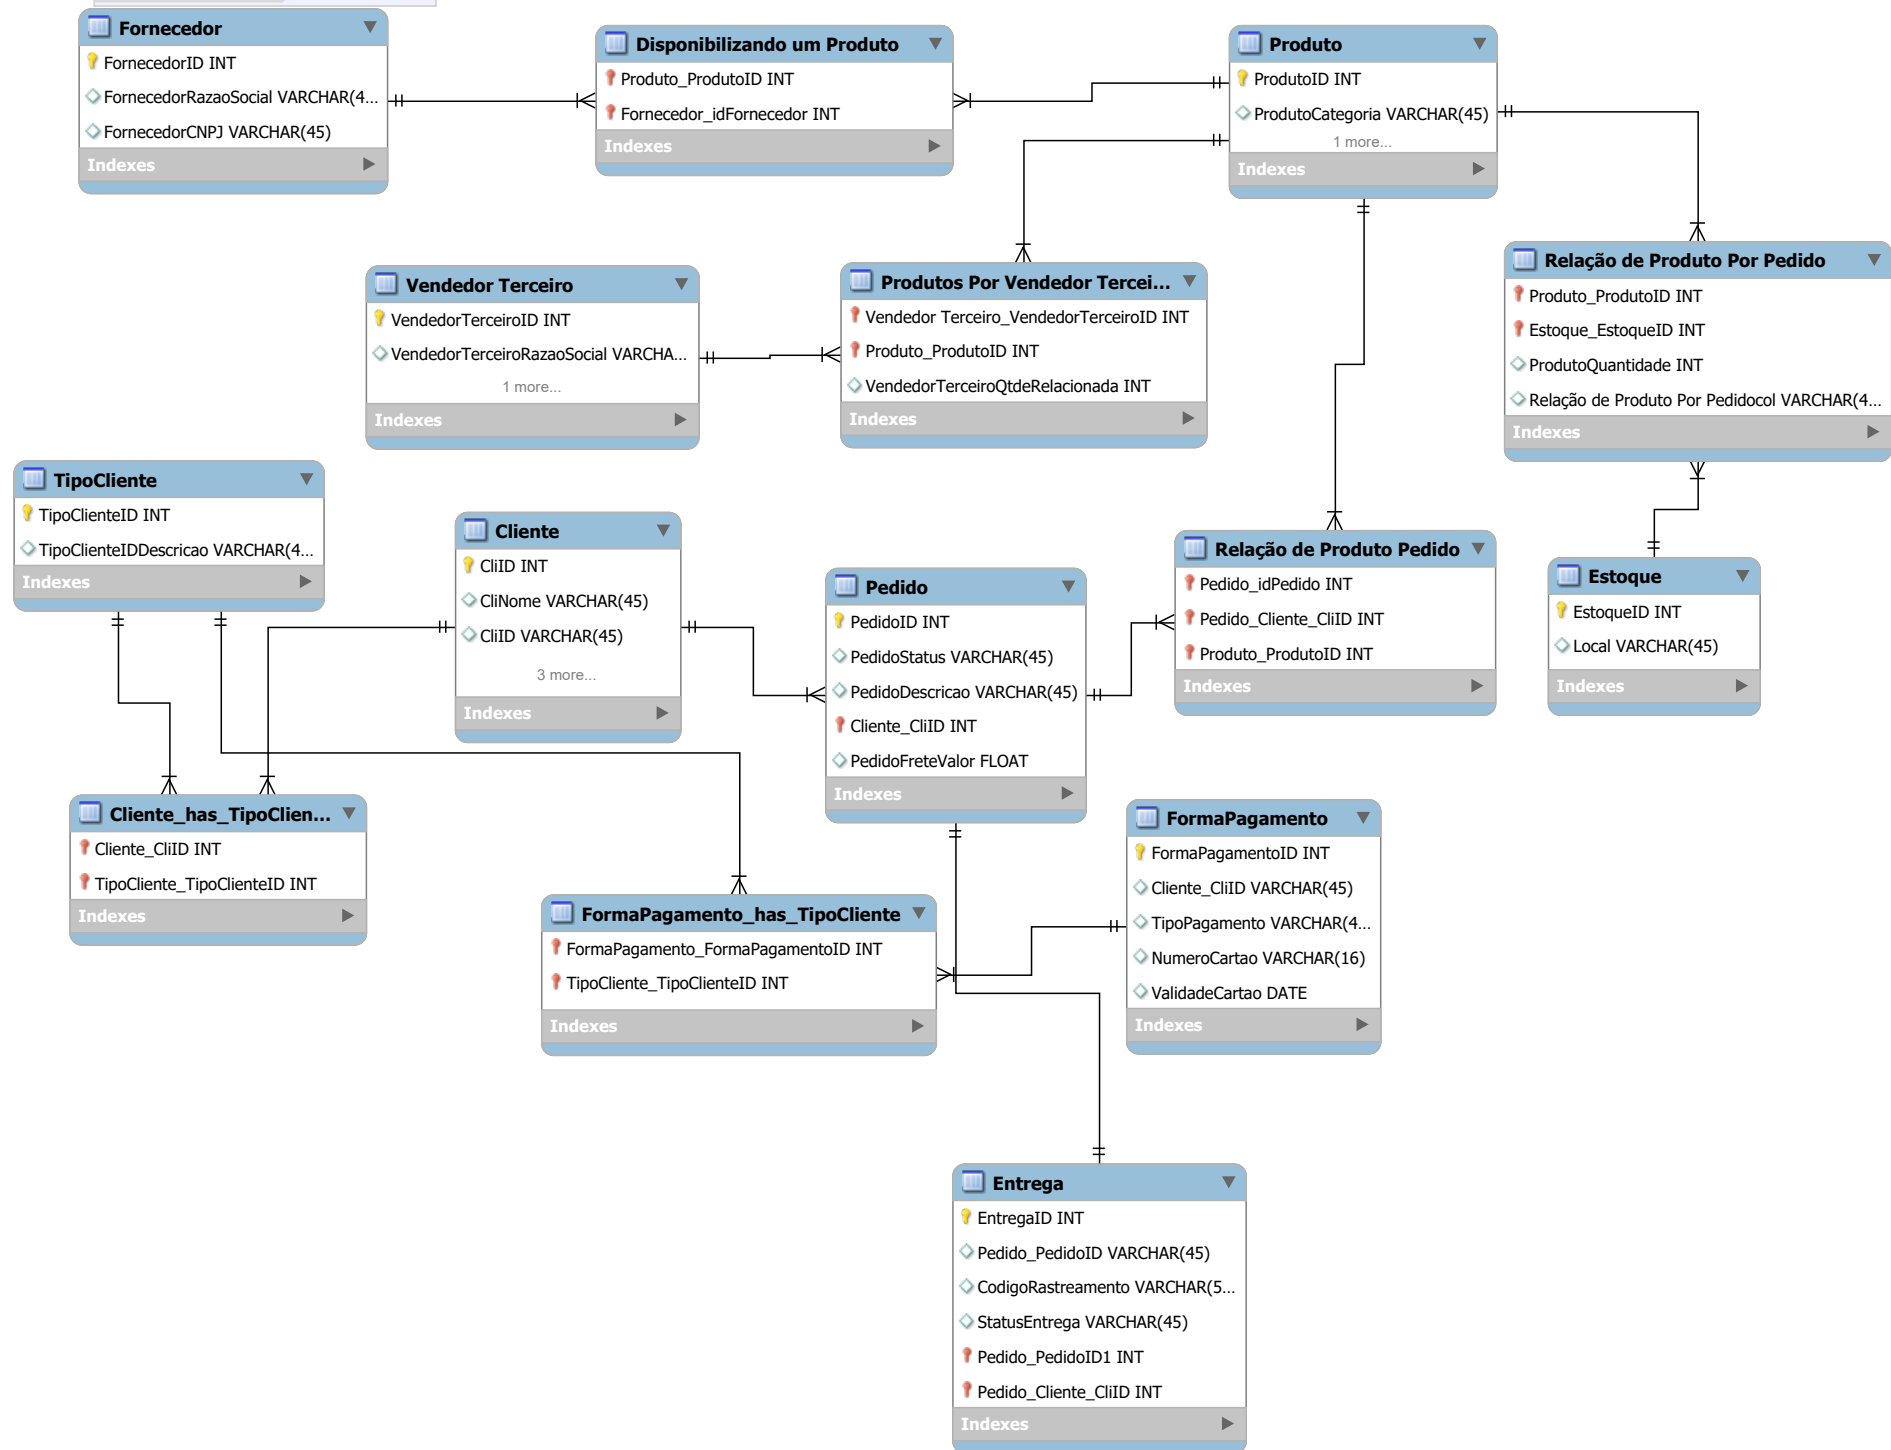 Fornecedor
FornecedorID INT
FornecedorRazaoSocial VARCHAR(4...
FornecedorCNPJ VARCHAR(45)
Indexes
Disponibilizando um Produto
Produto_ProdutoID INT
Fornecedor_idFornecedor INT
Indexes
Produto
ProdutoID INT
ProdutoCategoria VARCHAR(45)
1 more...
Indexes
Vendedor Terceiro
VendedorTerceiroID INT
VendedorTerceiroRazaoSocial VARCHA...
1 more...
Indexes
Produtos Por Vendedor Tercei...
Vendedor Terceiro_VendedorTerceiroID INT
Produto_ProdutoID INT
VendedorTerceiroQtdeRelacionada INT
Indexes
Relação de Produto Por Pedido
Produto_ProdutoID INT
Estoque_EstoqueID INT
ProdutoQuantidade INT
Relação de Produto Por Pedidocol VARCHAR(4...
Indexes
TipoCliente
TipoClienteID INT
TipoClienteIDDescricao VARCHAR(4...
Indexes
Cliente
CliID INT
CliNome VARCHAR(45)
CliID VARCHAR(45)
3 more...
Indexes
Pedido
PedidoID INT
PedidoStatus VARCHAR(45)
PedidoDescricao VARCHAR(45)
Cliente_CliID INT
PedidoFreteValor FLOAT
Indexes
Relação de Produto Pedido
Pedido_idPedido INT
Pedido_Cliente_CliID INT
Produto_ProdutoID INT
Indexes
Estoque
EstoqueID INT
Local VARCHAR(45)
Indexes
Cliente_has_TipoClien...
Cliente_CliID INT
TipoCliente_TipoClienteID INT
Indexes
FormaPagamento_has_TipoCliente
FormaPagamento_FormaPagamentoID INT
TipoCliente_TipoClienteID INT
Indexes
FormaPagamento
FormaPagamentoID INT
Cliente_CliID VARCHAR(45)
TipoPagamento VARCHAR(4...
NumeroCartao VARCHAR(16)
ValidadeCartao DATE
Indexes
Entrega
EntregaID INT
Pedido_PedidoID VARCHAR(45)
CodigoRastreamento VARCHAR(5...
StatusEntrega VARCHAR(45)
Pedido_PedidoID1 INT
Pedido_Cliente_CliID INT
Indexes